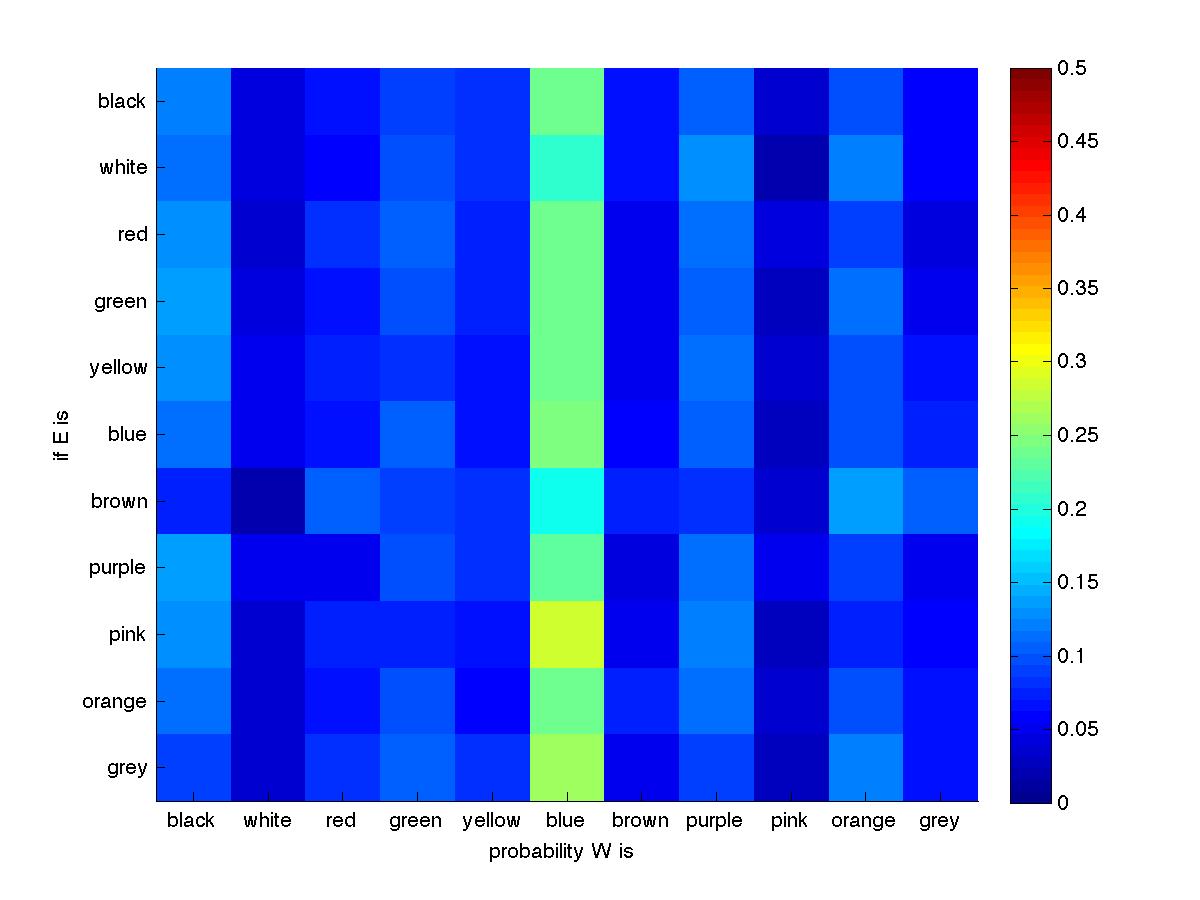 black
white
red
green
yellow
blue
brown
purple
pink
orange
grey
if E is
black white red green yellow blue brown purple pink orange grey
probability W is
0.5
0.45
0.4
0.35
0.3
0.25
0.2
0.15
0.1
0.05
0